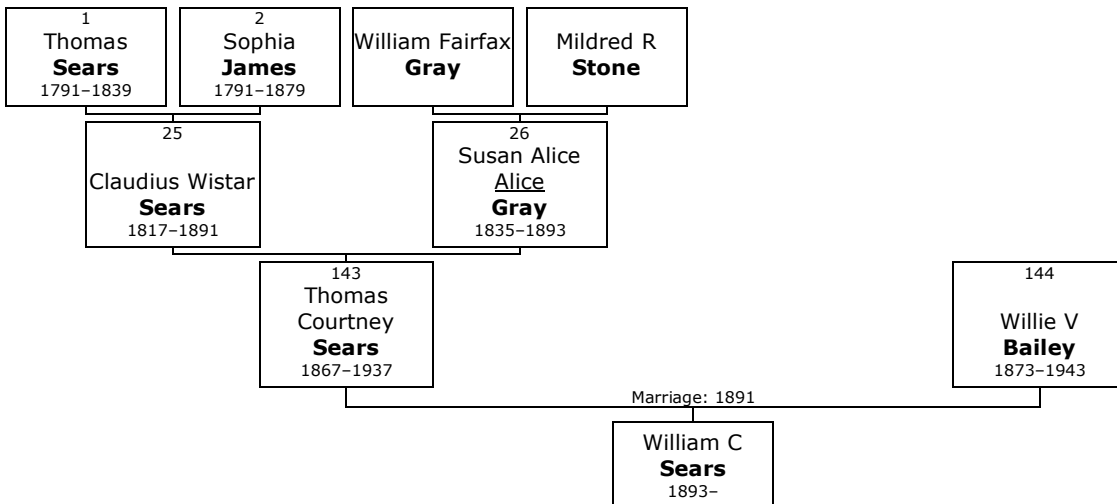 1
Thomas
Sears
1791–1839
2
Sophia
James
1791–1879
William Fairfax
Gray
Mildred R
Stone
25
Claudius Wistar
Sears
1817–1891
26
Susan Alice
Alice
Gray
1835–1893
143
Thomas
Courtney
Sears
1867–1937
144
Willie V
Bailey
1873–1943
Marriage: 1891
William C
Sears
1893–